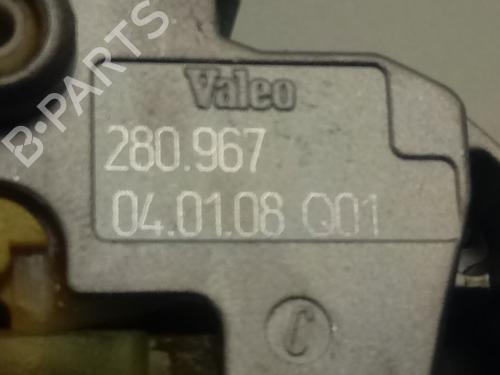 Valeo
280.967
04.01.08 Q01
C
B-PARTS